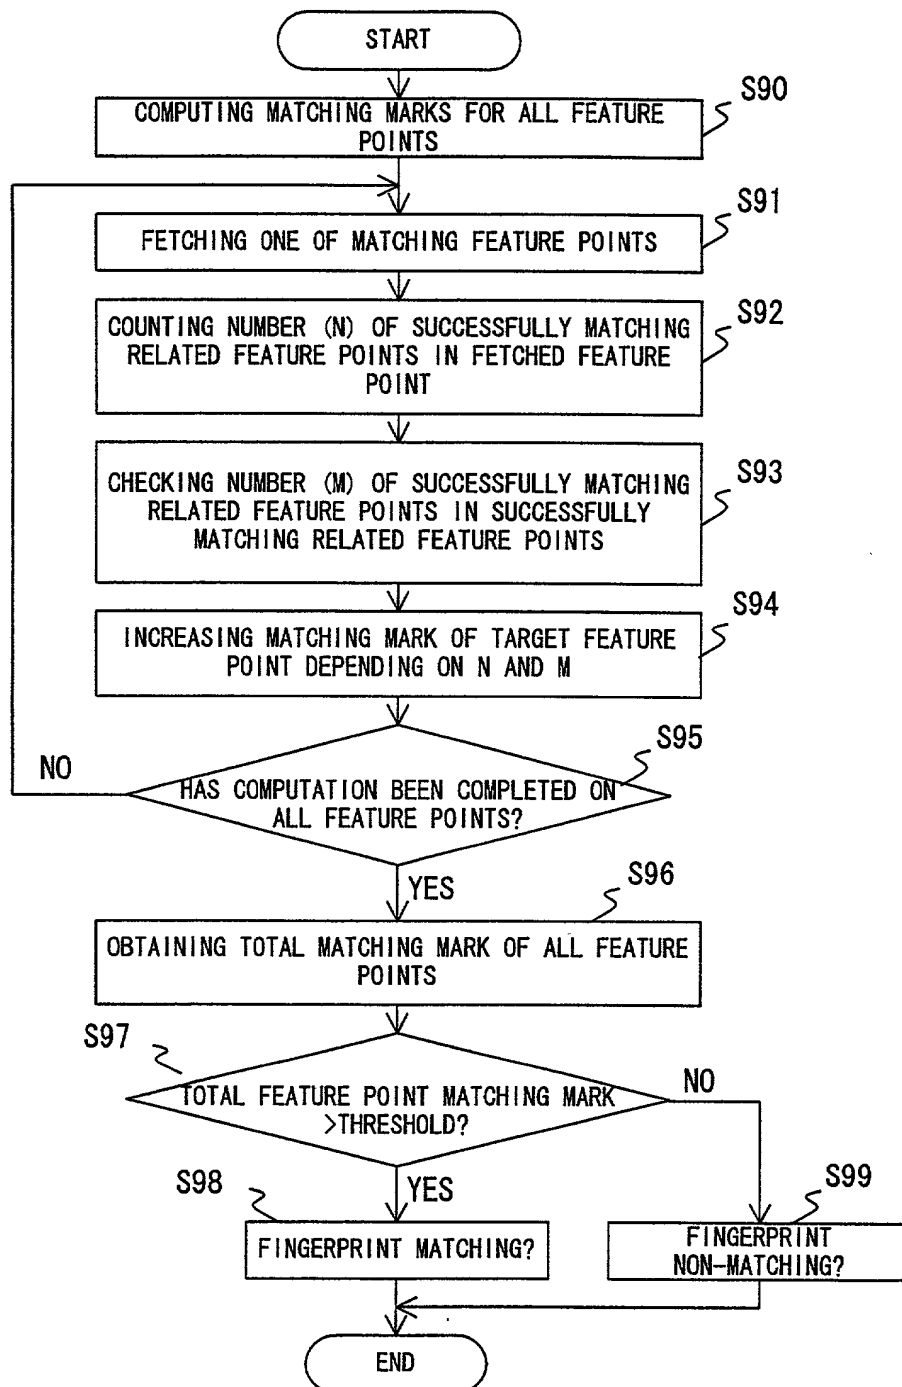 START
S90
COMPUTING MATCHING MARKS FOR ALL FEATURE
POINTS
S91
FETCHING ONE OF MATCHING FEATURE POINTS
S92
COUNTING NUMBER (N) OF SUCCESSFULLY MATCHING
RELATED FEATURE POINTS IN FETCHED FEATURE
POINT
S93
CHECKING NUMBER (M) OF SUCCESSFULLY MATCHING
RELATED FEATURE POINTS IN SUCCESSFULLY
MATCHING RELATED FEATURE POINTS
S94
INCREASING MATCHING MARK OF TARGET FEATURE
POINT DEPENDING ON N AND M
S95
NO
HAS COMPUTATION BEEN COMPLETED ON
ALL FEATURE POINTS?
YES
S96
OBTAINING TOTAL MATCHING MARK OF ALL FEATURE
POINTS
S97
TOTAL FEATURE POINT MATCHING MARK
>THRESHOLD?
NO
YES
S98
FINGERPRINT MATCHING?
S99
FINGERPRINT
NON-MATCHING?
END